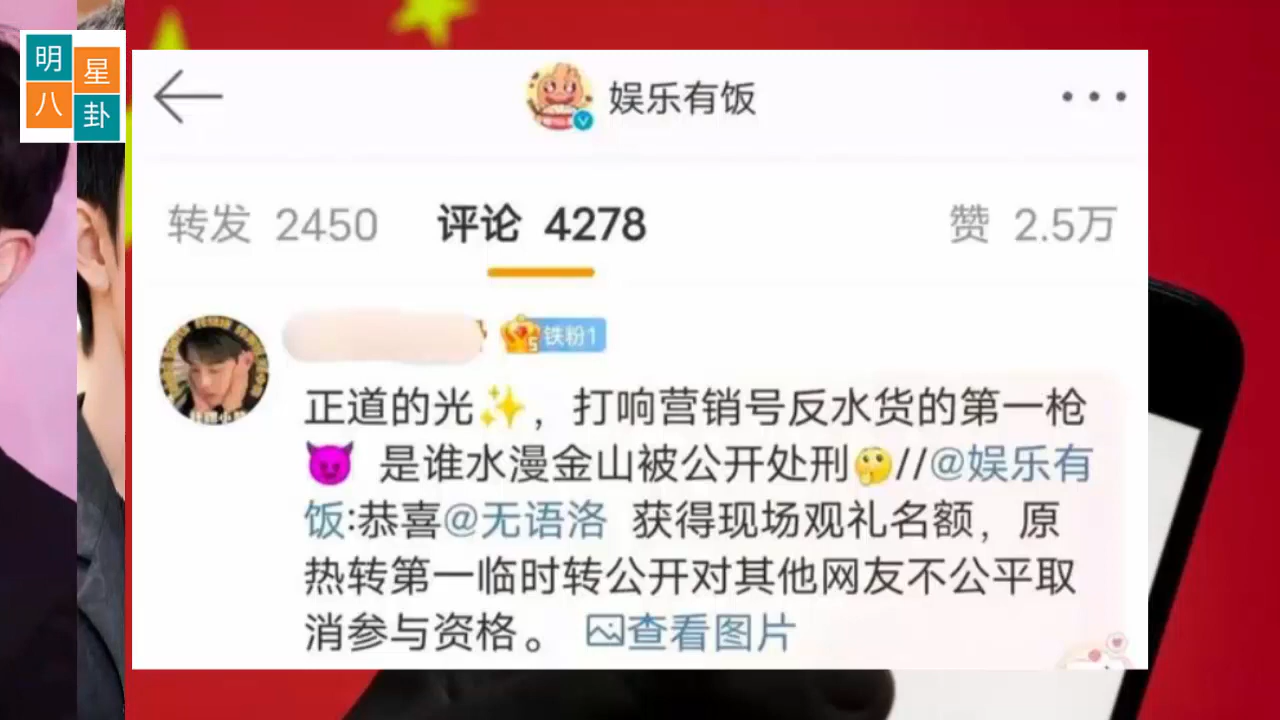 明星
八卦
娱乐有饭
转发 2450 评论 4278 赞 2.5万
铁粉1
正道的光✨，打响营销号反水货的第一枪
😈 是谁水漫金山被公开处刑🤔//@娱乐有
饭:恭喜@无语洛 获得现场观礼名额，原
热转第一临时转公开对其他网友不公平取
消参与资格。 查看图片